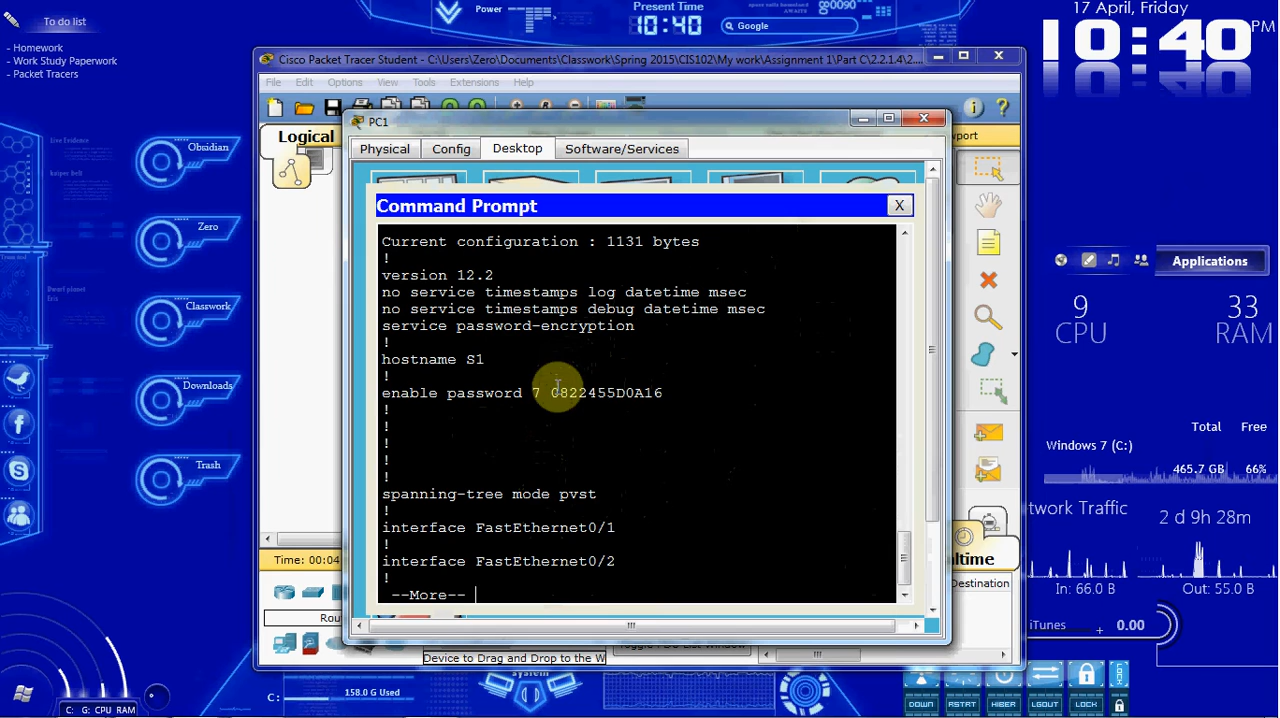 To do list
- Homework
- Work Study Paperwork
- Packet Tracers
Power
Present Time
10:40
Google
17 April, Friday
10:40
PM
Obsidian
Zero
Classwork
Downloads
Trash
Cisco Packet Tracer Student - C:\Users\Zero\Documents\Classwork\Spring 2015\CIS102\My work\Assignment 1\Part C\2.2.1.4\2....
File Edit Options View Tools Extensions Help
Logical
PC1
Physical
Config
Desktop
Software/Services
Command Prompt
X
Current configuration : 1131 bytes
!
version 12.2
no service timestamps log datetime msec
no service timestamps debug datetime msec
service password-encryption
!
hostname S1
!
enable password 7 0822455D0A16
!
!
!
!
!
spanning-tree mode pvst
!
interface FastEthernet0/1
!
interface FastEthernet0/2
!
--More--
Time: 00:04
Device to Drag and Drop to the W
Destination
Applications
9
CPU
33
RAM
Total Free
Windows 7 (C:)
465.7 GB 66%
2 d 9h 28m
In: 66.0 B
Out: 55.0 B
iTunes
0.00
system
C:
158.0 G Used
C: G: CPU RAM
DOWN
RSTRT
HIBER
LGOUT
LOCK